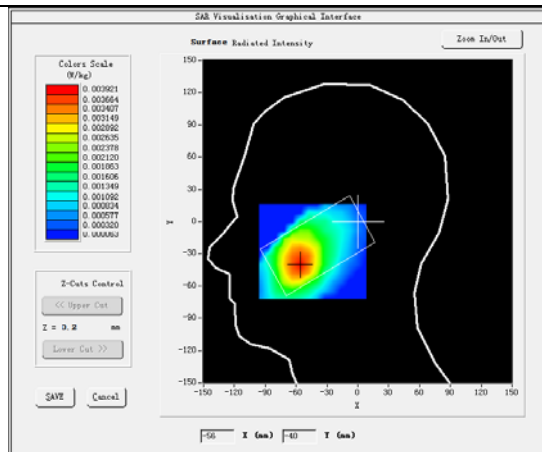 SAR Visualisation Graphical Interface
Surface Radiated Intensity
Zoom In/Out
Colors Scale
(W/kg)
0.003921
0.003664
0.003407
0.003149
0.002892
0.002635
0.002378
0.002120
0.001863
0.001606
0.001349
0.001092
0.000834
0.000577
0.000320
0.000063
Z-Cuts Control
<< Upper Cut
Z = 0.2 mm
Lower Cut >>
SAVE
Cancel
150
120
90
60
30
Y
0
-30
-60
-90
-120
-150
-150 -120 -90 -60 -30 0 30 60 90 120 150
X
-56 X (mm) -40 Y (mm)